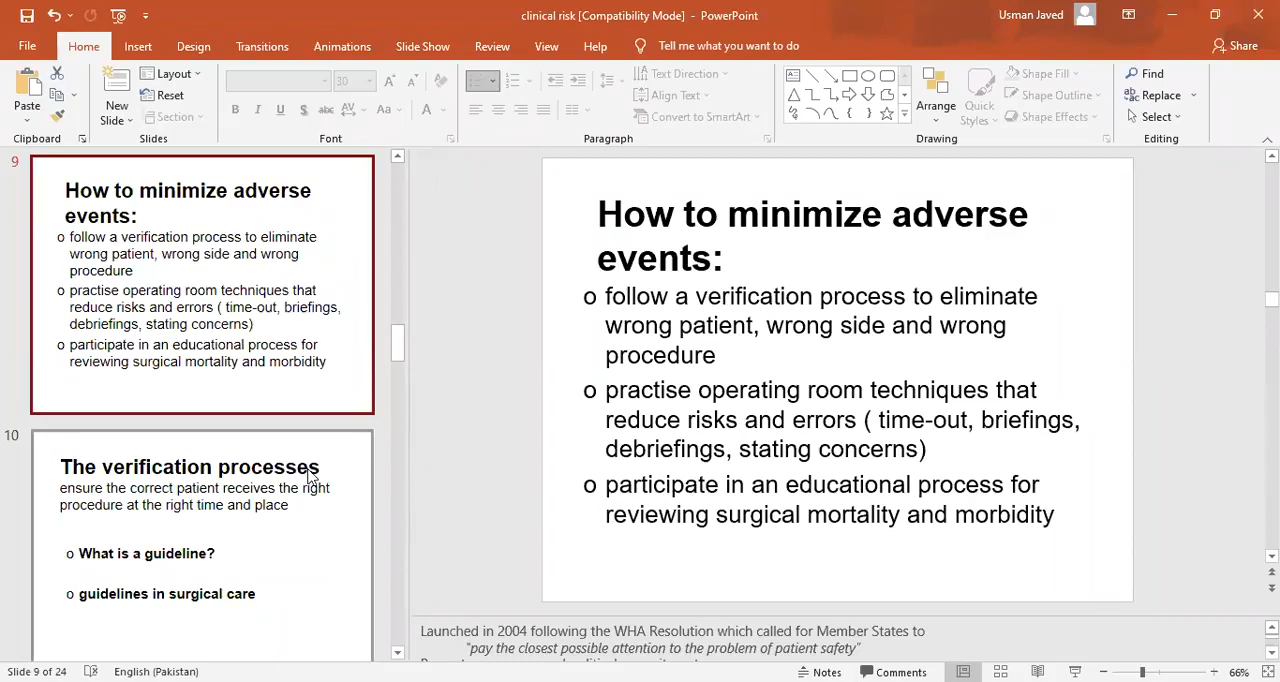 clinical risk [Compatibility Mode] - PowerPoint
Usman Javed
File Home Insert Design Transitions Animations Slide Show Review View Help Tell me what you want to do Share
Paste
New Slide
Layout
Reset
Section
30
B I U S abc AV Aa A
Text Direction
Align Text
Convert to SmartArt
Arrange
Quick Styles
Shape Fill
Shape Outline
Shape Effects
Find
Replace
Select
Clipboard Slides Font Paragraph Drawing Editing
9
How to minimize adverse
events:
o follow a verification process to eliminate
wrong patient, wrong side and wrong
procedure
o practise operating room techniques that
reduce risks and errors ( time-out, briefings,
debriefings, stating concerns)
o participate in an educational process for
reviewing surgical mortality and morbidity
10
The verification processes
ensure the correct patient receives the right
procedure at the right time and place
o What is a guideline?
o guidelines in surgical care
How to minimize adverse
events:
o follow a verification process to eliminate
wrong patient, wrong side and wrong
procedure
o practise operating room techniques that
reduce risks and errors ( time-out, briefings,
debriefings, stating concerns)
o participate in an educational process for
reviewing surgical mortality and morbidity
Launched in 2004 following the WHA Resolution which called for Member States to
"pay the closest possible attention to the problem of patient safety"
Slide 9 of 24 English (Pakistan) Notes Comments 66%